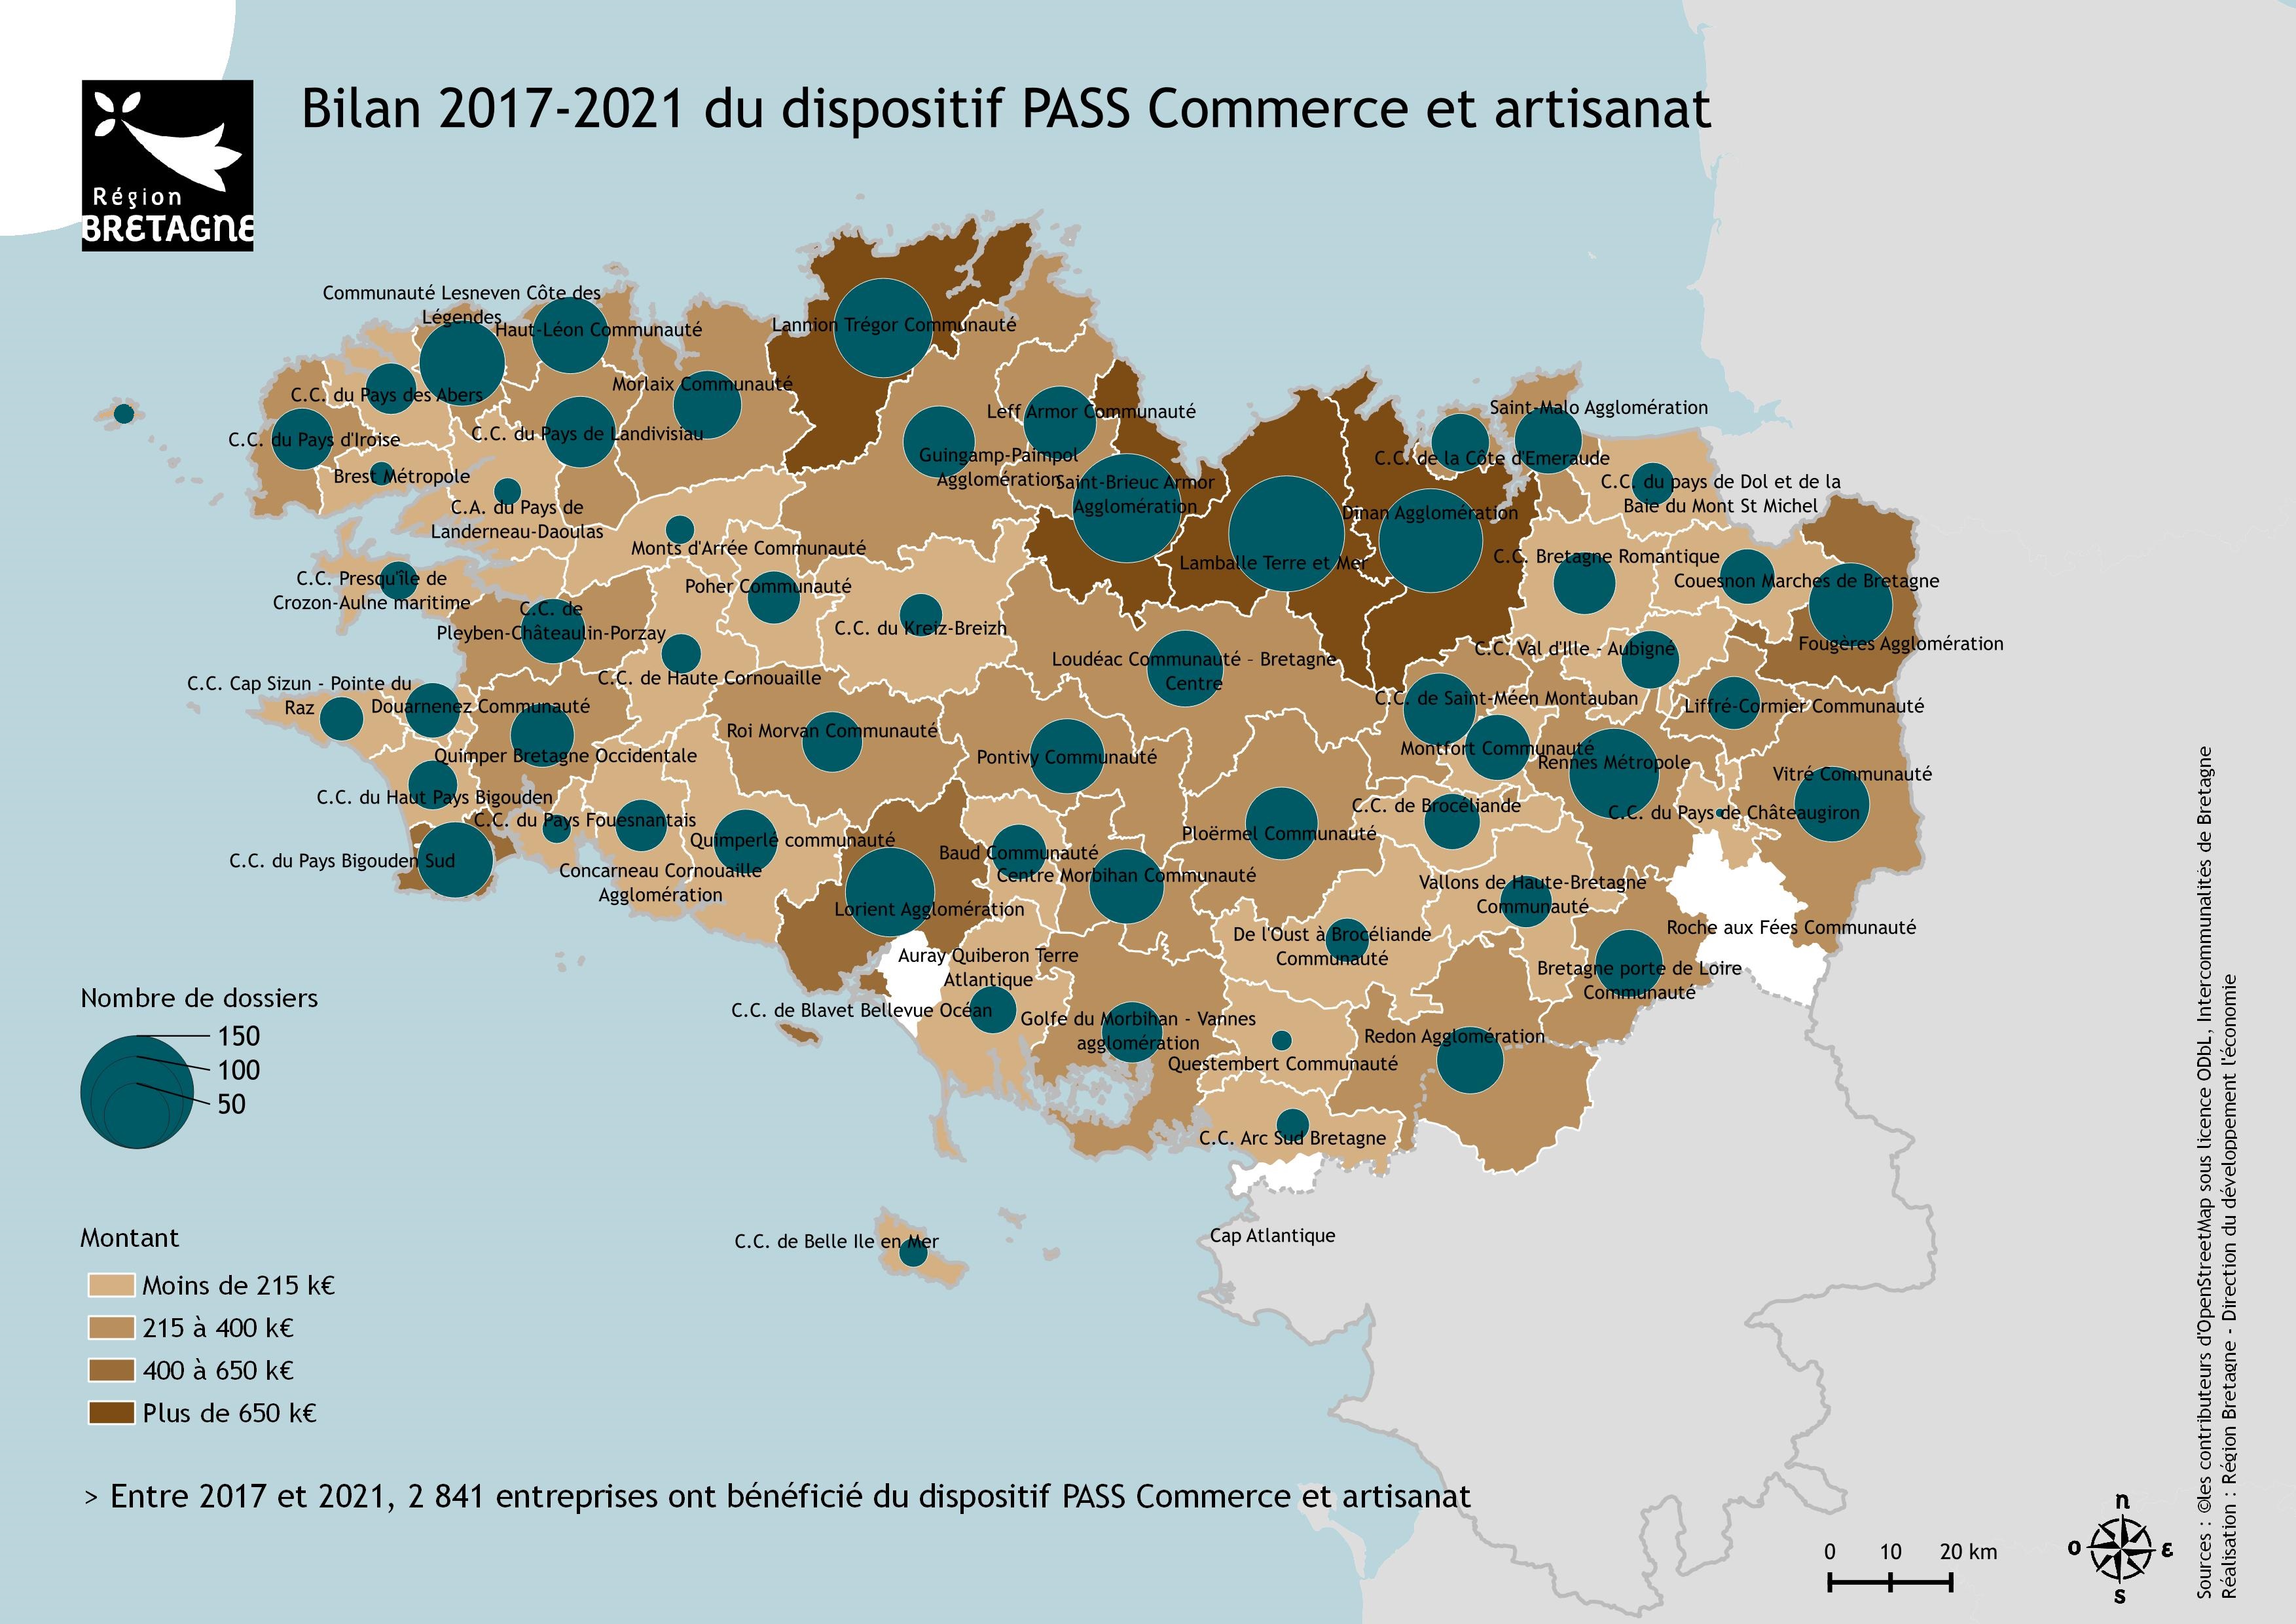 Bilan 2017-2021 du dispositif PASS Commerce et artisanat
Région
BRETAGNE
Communauté Lesneven Côte des
Légendes
Haut-Léon Communauté
Lannion Trégor Communauté
Morlaix Communauté
C.C. du Pays des Abers
Leff Armor Communauté
Saint-Malo Agglomération
C.C. du Pays d'Iroise
C.C. du Pays de Landivisiau
Guingamp-Paimpol
Agglomération
C.C. de la Côte d'Emeraude
Brest Métropole
Saint-Brieuc Armor
Agglomération
C.C. du pays de Dol et de la
Baie du Mont St Michel
C.A. du Pays de
Landerneau-Daoulas
Dinan Agglomération
Monts d'Arrée Communauté
Lamballe Terre et Mer
C.C. Bretagne Romantique
C.C. Presqu'île de
Crozon-Aulne maritime
Poher Communauté
Couesnon Marches de Bretagne
C.C. de
Pleyben-Châteaulin-Porzay
C.C. du Kreiz-Breizh
Fougères Agglomération
Loudéac Communauté - Bretagne
Centre
C.C. Val d'Ille - Aubigné
C.C. de Haute Cornouaille
C.C. Cap Sizun - Pointe du
Raz
Douarnenez Communauté
C.C. de Saint-Méen Montauban
Liffré-Cormier Communauté
Roi Morvan Communauté
Quimper Bretagne Occidentale
Pontivy Communauté
Montfort Communauté
Rennes Métropole
Vitré Communauté
C.C. du Haut Pays Bigouden
C.C. de Brocéliande
C.C. du Pays de Châteaugiron
C.C. du Pays Fouesnantais
Quimperlé communauté
Ploërmel Communauté
C.C. du Pays Bigouden Sud
Concarneau Cornouaille
Agglomération
Baud Communauté
Centre Morbihan Communauté
Vallons de Haute-Bretagne
Communauté
Lorient Agglomération
Roche aux Fées Communauté
De l'Oust à Brocéliande
Communauté
Auray Quiberon Terre
Atlantique
Bretagne porte de Loire
Communauté
C.C. de Blavet Bellevue Océan
Golfe du Morbihan - Vannes
agglomération
Redon Agglomération
Questembert Communauté
C.C. Arc Sud Bretagne
C.C. de Belle Ile en Mer
Cap Atlantique
Nombre de dossiers
150
100
50
Montant
Moins de 215 k€
215 à 400 k€
400 à 650 k€
Plus de 650 k€
> Entre 2017 et 2021, 2 841 entreprises ont bénéficié du dispositif PASS Commerce et artisanat
0 10 20 km
n
o
ε
s
Sources : ©les contributeurs d'OpenStreetMap sous licence ODbL, Intercommunalités de Bretagne
Réalisation : Région Bretagne - Direction du développement l'économie